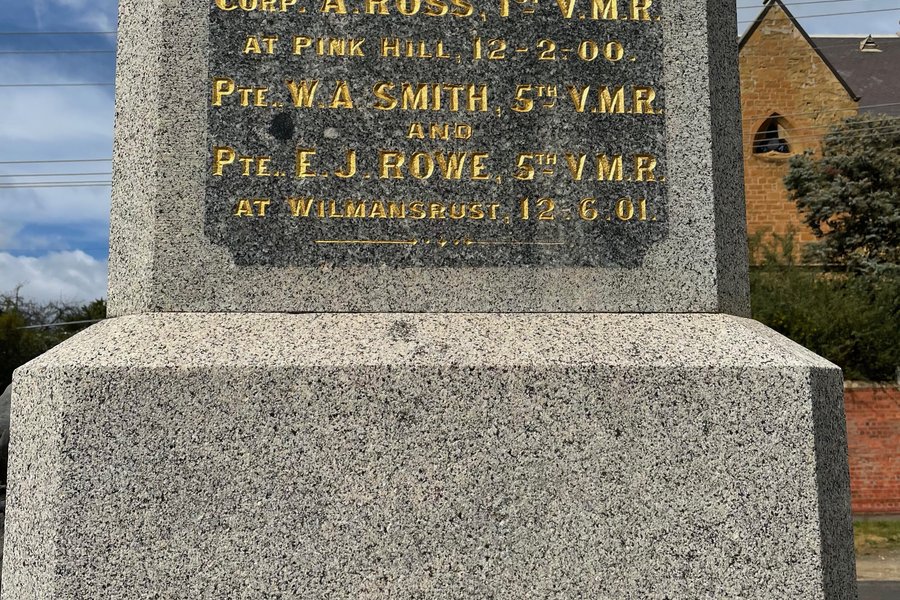 CORP. A. ROSS, 1ST V.M.R.
AT PINK HILL, 12-2-00.
PTE. W.A SMITH, 5TH V.M.R.
AND
PTE. E.J. ROWE, 5TH V.M.R.
AT WILMANSRUST, 12-6-01.